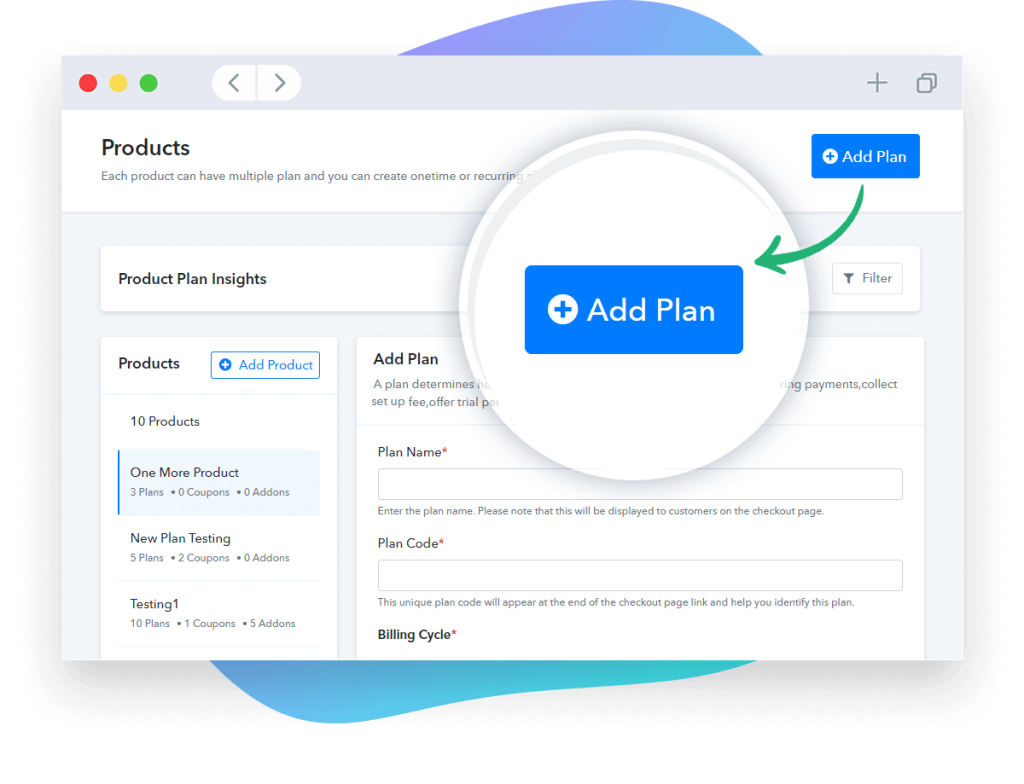 Products
Each product can have multiple plan and you can create onetime or recurring
Add Plan
Product Plan Insights
Filter
Add Plan
Products
Add Product
10 Products
One More Product
3 Plans • 0 Coupons • 0 Addons
New Plan Testing
5 Plans • 2 Coupons • 0 Addons
Testing1
10 Plans • 1 Coupons • 5 Addons
Add Plan
A plan determines payments,collect
set up fee,offer trial
Plan Name*
Enter the plan name. Please note that this will be displayed to customers on the checkout page.
Plan Code*
This unique plan code will appear at the end of the checkout page link and help you identify this plan.
Billing Cycle*